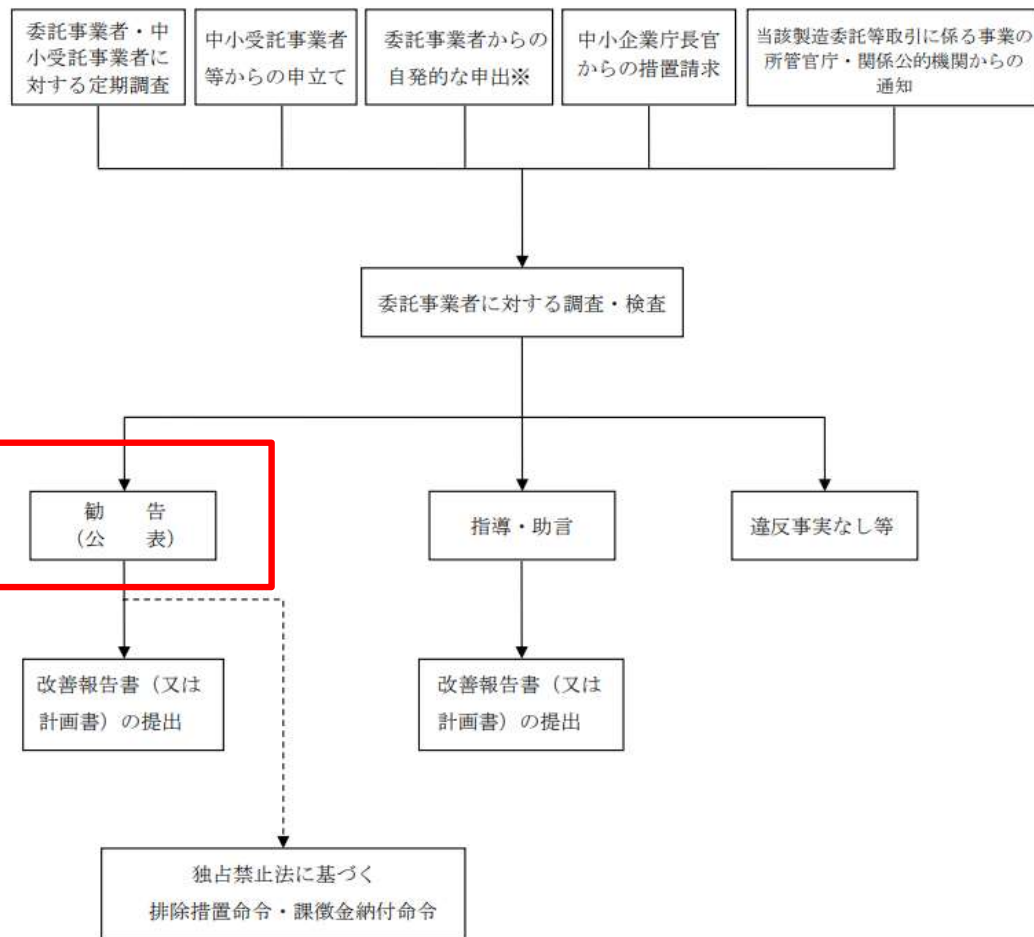 委託事業者・中
小受託事業者に
対する定期調査
中小受託事業者
等からの申立て
委託事業者からの
自発的な申出※
中小企業庁長官
からの措置請求
当該製造委託等取引に係る事業の
所管官庁・関係公的機関からの
通知
委託事業者に対する調査・検査
勧　　告
（公　　表）
指導・助言
違反事実なし等
改善報告書（又は
計画書）の提出
改善報告書（又は
計画書）の提出
独占禁止法に基づく
排除措置命令・課徴金納付命令